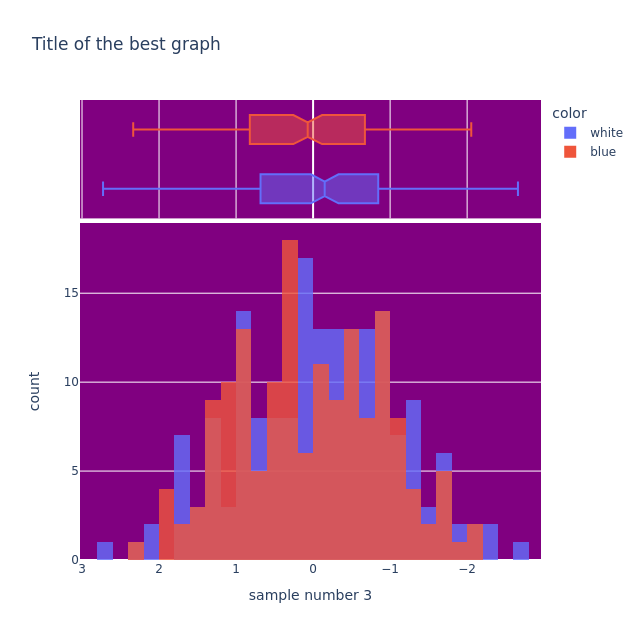 Title of the best graph
color
white
blue
15
10
5
0
count
3 2 1 0 −1 −2
sample number 3